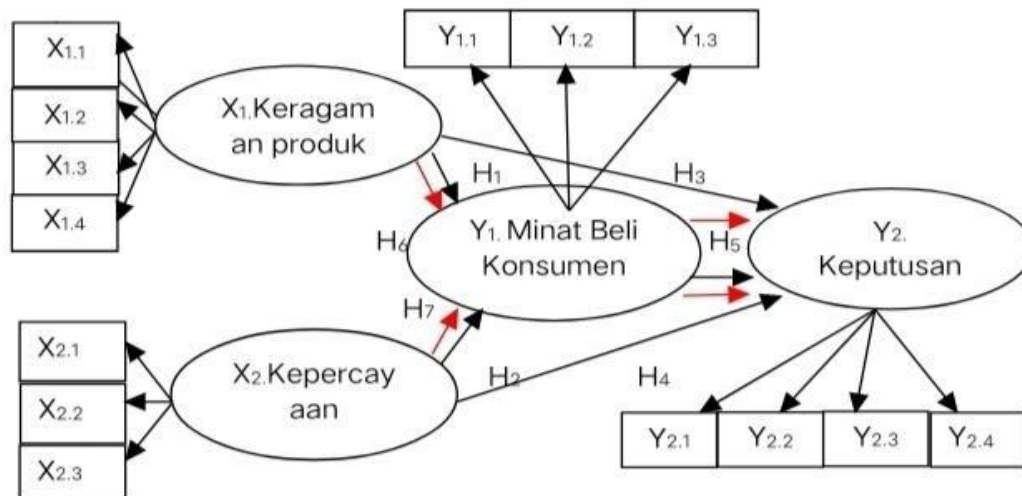 X1.1
X1.2
X1.3
X1.4
X1.Keragam
an produk
Y1.1 Y1.2 Y1.3
H1
H3
H6
Y1. Minat Beli
Konsumen
H5
Y2.
Keputusan
H7
X2.1
X2.2
X2.3
X2.Kepercay
aan
H2
H4
Y2.1 Y2.2 Y2.3 Y2.4